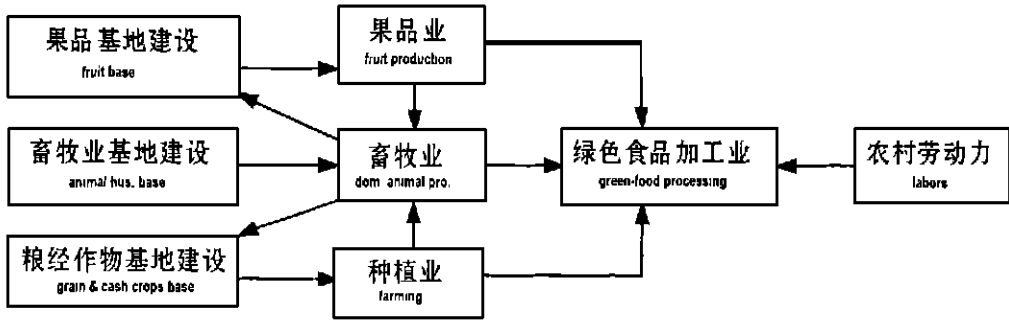 果品基地建设
fruit base
果品业
fruit production
畜牧业基地建设
animal hus. base
畜牧业
dom animal pro.
绿色食品加工业
green-food processing
农村劳动力
labors
粮经作物基地建设
grain & cash crops base
种植业
farming